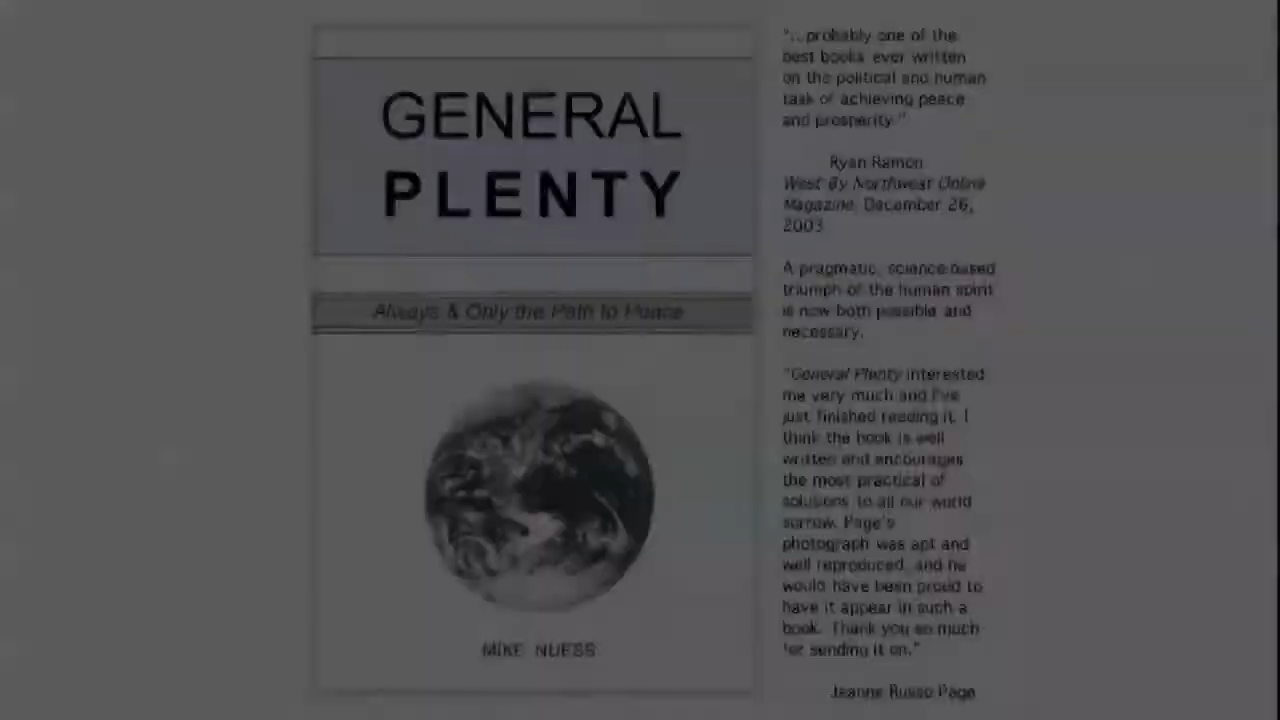 GENERAL
PLENTY
Always & Only the Path to Peace
MIKE NUESS
"...probably one of the
best books ever written
on the political and human
task of achieving peace
and prosperity."
Ryan Ramon
West By Northwest Online
Magazine, December 26,
2003
A pragmatic, science-based
triumph of the human spirit
is now both possible and
necessary.
"General Plenty interested
me very much and I've
just finished reading it. I
think the book is well
written and encourages
the most practical of
solutions to all our world
sorrow. Page's
photograph was apt and
well reproduced, and he
would have been proud to
have it appear in such a
book. Thank you so much
for sending it on."
Jeanne Russo Page